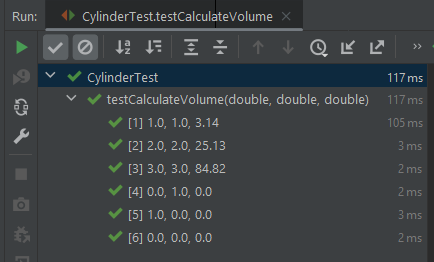 Run: CylinderTest.testCalculateVolume ×
CylinderTest 117 ms
testCalculateVolume(double, double, double) 117 ms
[1] 1.0, 1.0, 3.14 105 ms
[2] 2.0, 2.0, 25.13 3 ms
[3] 3.0, 3.0, 84.82 2 ms
[4] 0.0, 1.0, 0.0 2 ms
[5] 1.0, 0.0, 0.0 3 ms
[6] 0.0, 0.0, 0.0 2 ms